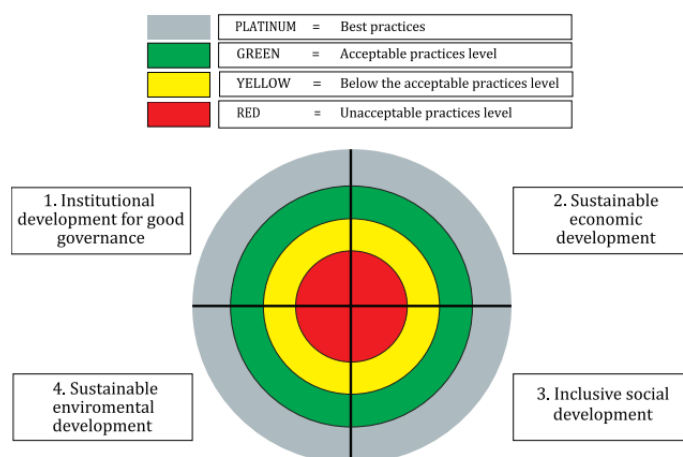 PLATINUM = Best practices
GREEN = Acceptable practices level
YELLOW = Below the acceptable practices level
RED = Unacceptable practices level
1. Institutional
development for good
governance
2. Sustainable
economic
development
4. Sustainable
enviromental
development
3. Inclusive social
development